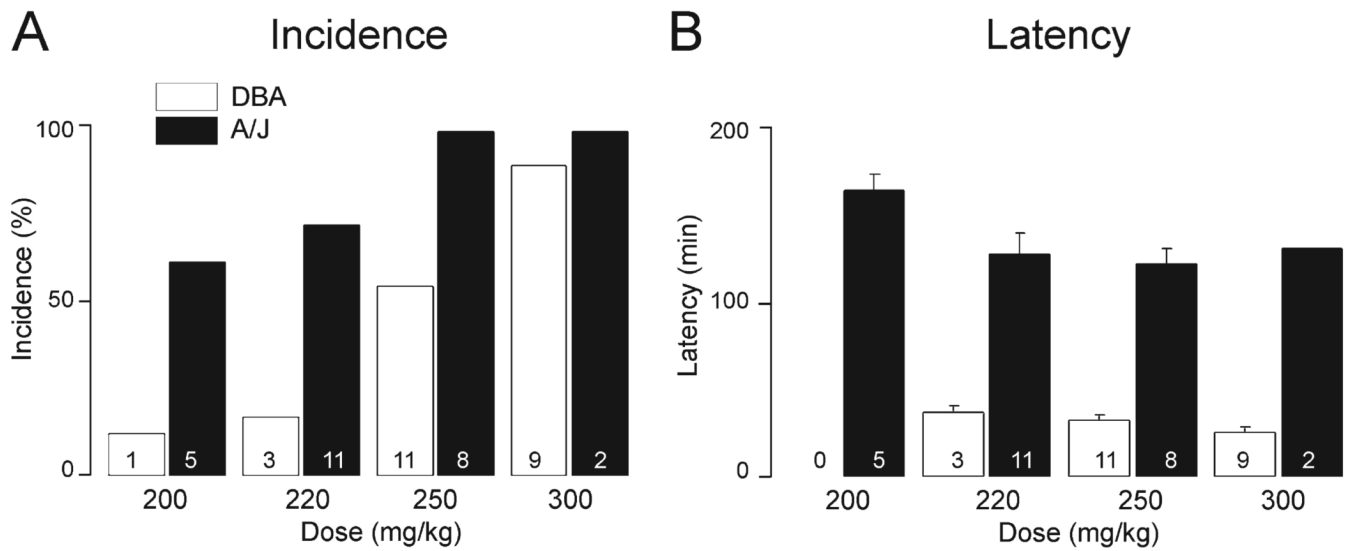 A Incidence
DBA
A/J
100
50
0
Incidence (%)
1 5 3 11 11 8 9 2
200 220 250 300
Dose (mg/kg)
B Latency
200
100
0
Latency (min)
0 5 3 11 11 8 9 2
200 220 250 300
Dose (mg/kg)